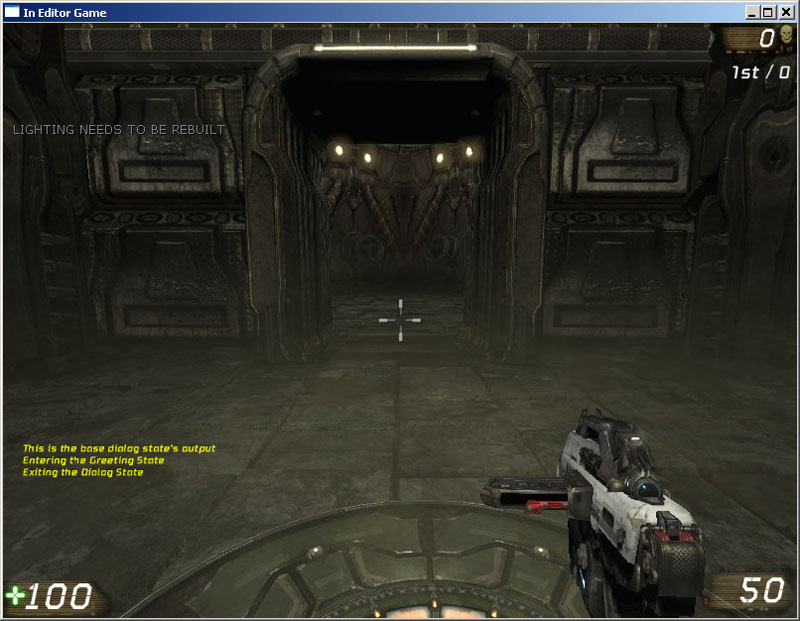 In Editor Game
0
1st / 0
LIGHTING NEEDS TO BE REBUILT
This is the base dialog state's output
Entering the Greeting State
Exiting the Dialog State
+100
50